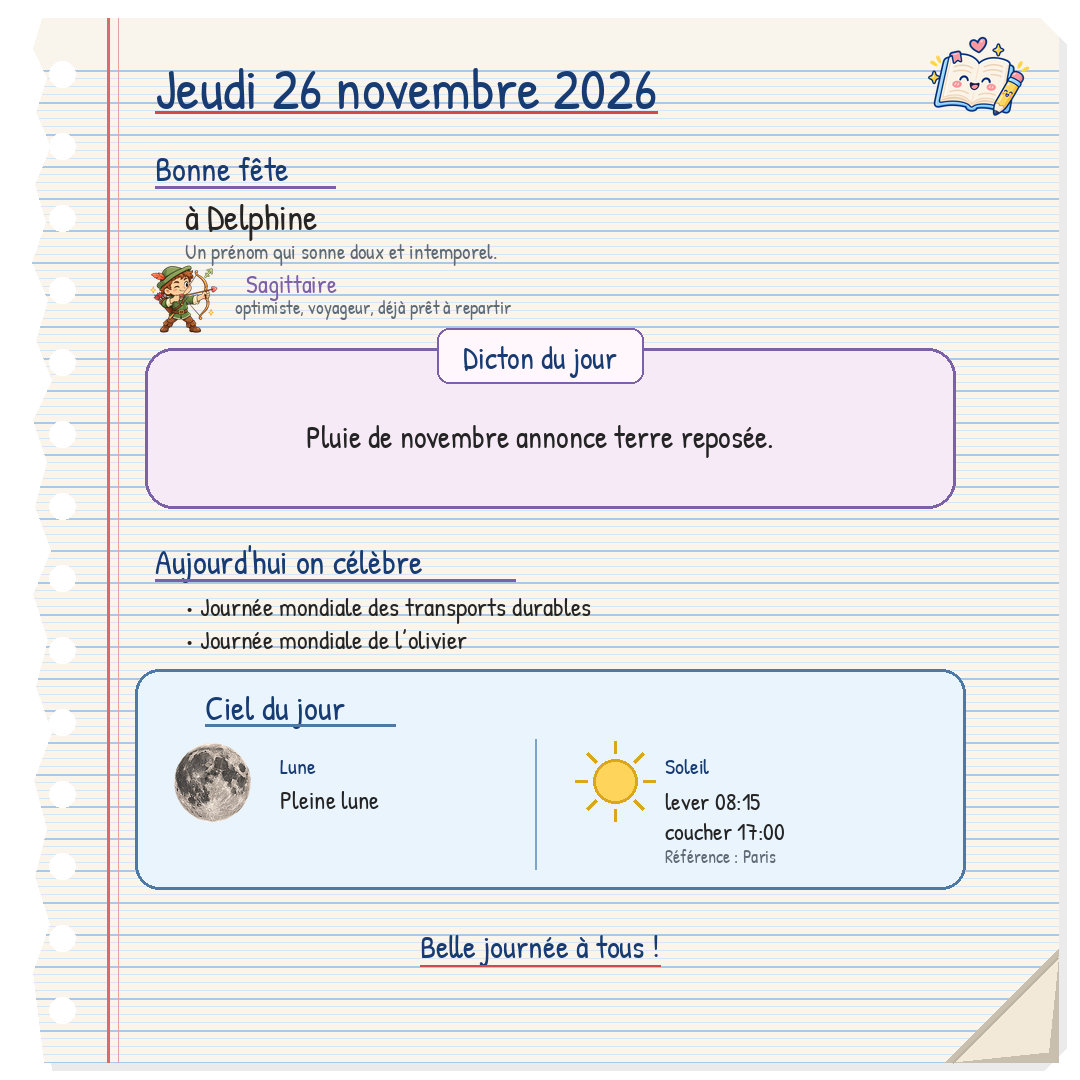 Jeudi 26 novembre 2026
Bonne fête
à Delphine
Un prénom qui sonne doux et intemporel.
Sagittaire
optimiste, voyageur, déjà prêt à repartir
Dicton du jour
Pluie de novembre annonce terre reposée.
Aujourd'hui on célèbre
• Journée mondiale des transports durables
• Journée mondiale de l’olivier
Ciel du jour
Lune
Pleine lune
Soleil
lever 08:15
coucher 17:00
Référence : Paris
Belle journée à tous !